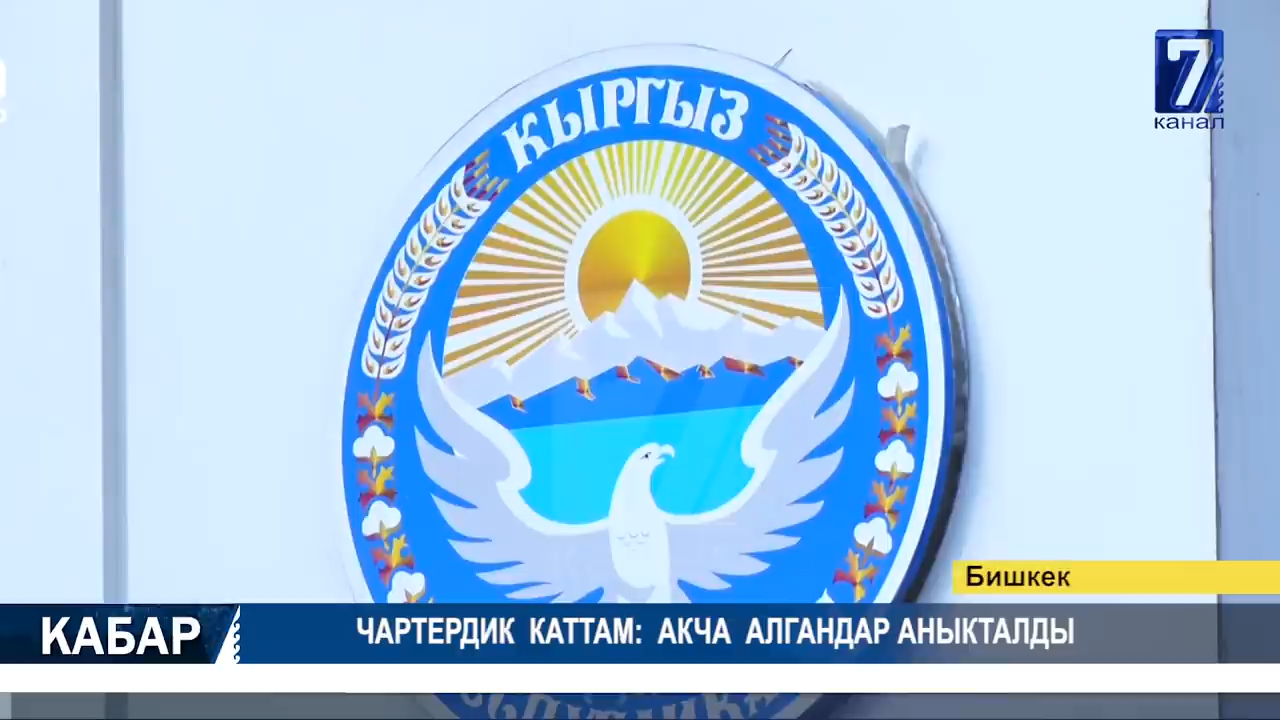 7
канал
КЫРГЫЗ
Бишкек
КАБАР
ЧАРТЕРДИК КАТТАМ: АКЧА АЛГАНДАР АНЫКТАЛДЫ